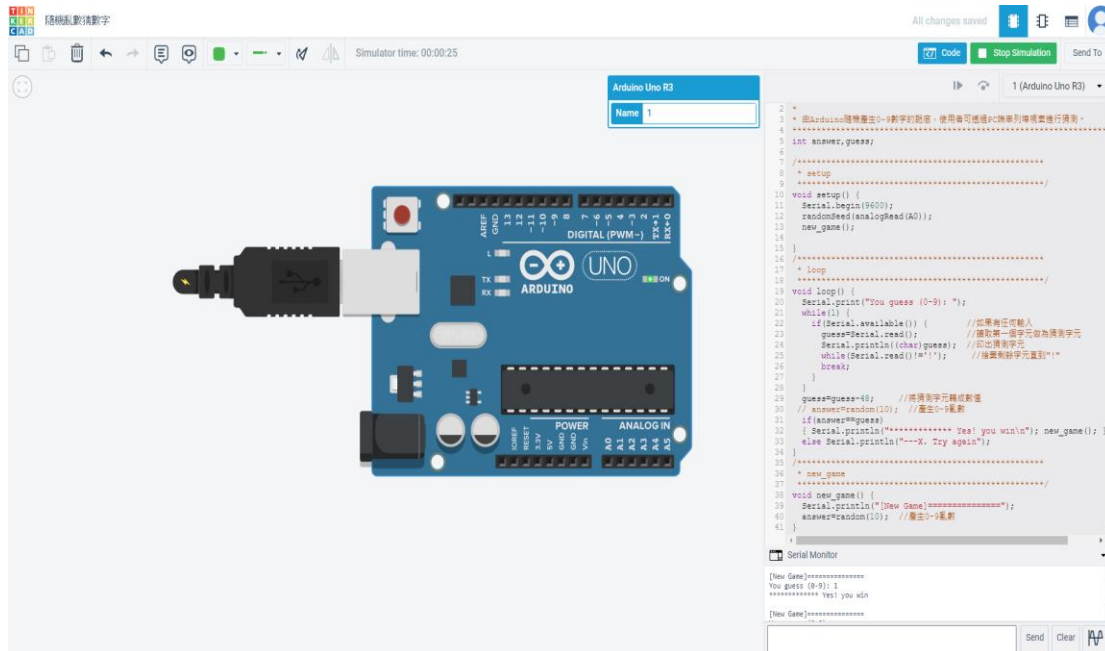 TIN
KER
CAD
隨機亂數猜數字
All changes saved
Simulator time: 00:00:25
Code
Stop Simulation
Send To
Arduino Uno R3
Name 1
1 (Arduino Uno R3)
AREF
GND
13
12
~11
~10
~9
8
7
~6
~5
4
~3
2
TX→1
RX←0
DIGITAL (PWM~)
L
TX
RX
ARDUINO
UNO
ON
POWER
ANALOG IN
IOREF
RESET
3.3V
5V
GND
GND
Vin
A0
A1
A2
A3
A4
A5
2 *
3 * 由Arduino隨機產生0~9數字的謎底,使用者可透過PC端串列埠視窗進行猜測,
4 ****************************************************
5 int answer,guess;
6
7 /**************************************************
8 * setup
9 **************************************************/
10 void setup() {
11 Serial.begin(9600);
12 randomSeed(analogRead(A0));
13 new_game();
14
15 }
16 /**************************************************
17 * loop
18 **************************************************/
19 void loop() {
20 Serial.print("You guess (0-9): ");
21 while(1) {
22 if(Serial.available()) { //如果有任何輸入
23 guess=Serial.read(); //讀取第一個字元做為猜測字元
24 Serial.println((char)guess); //印出猜測字元
25 while(Serial.read()!='!'); //捨棄剩餘字元直到"!"
26 break;
27 }
28 }
29 guess=guess-48; //將猜測字元轉成數值
30 // answer=random(10); //產生0-9亂數
31 if(answer==guess)
32 { Serial.println("************* Yes! you win\n"); new_game(); }
33 else Serial.println("---X. Try again");
34 }
35 /**************************************************
36 * new_game
37 **************************************************/
38 void new_game() {
39 Serial.println("[New Game]===============");
40 answer=random(10); //產生0-9亂數
41 }
Serial Monitor
[New Game]===============
You guess (0-9): 1
************* Yes! you win
[New Game]===============
Send
Clear